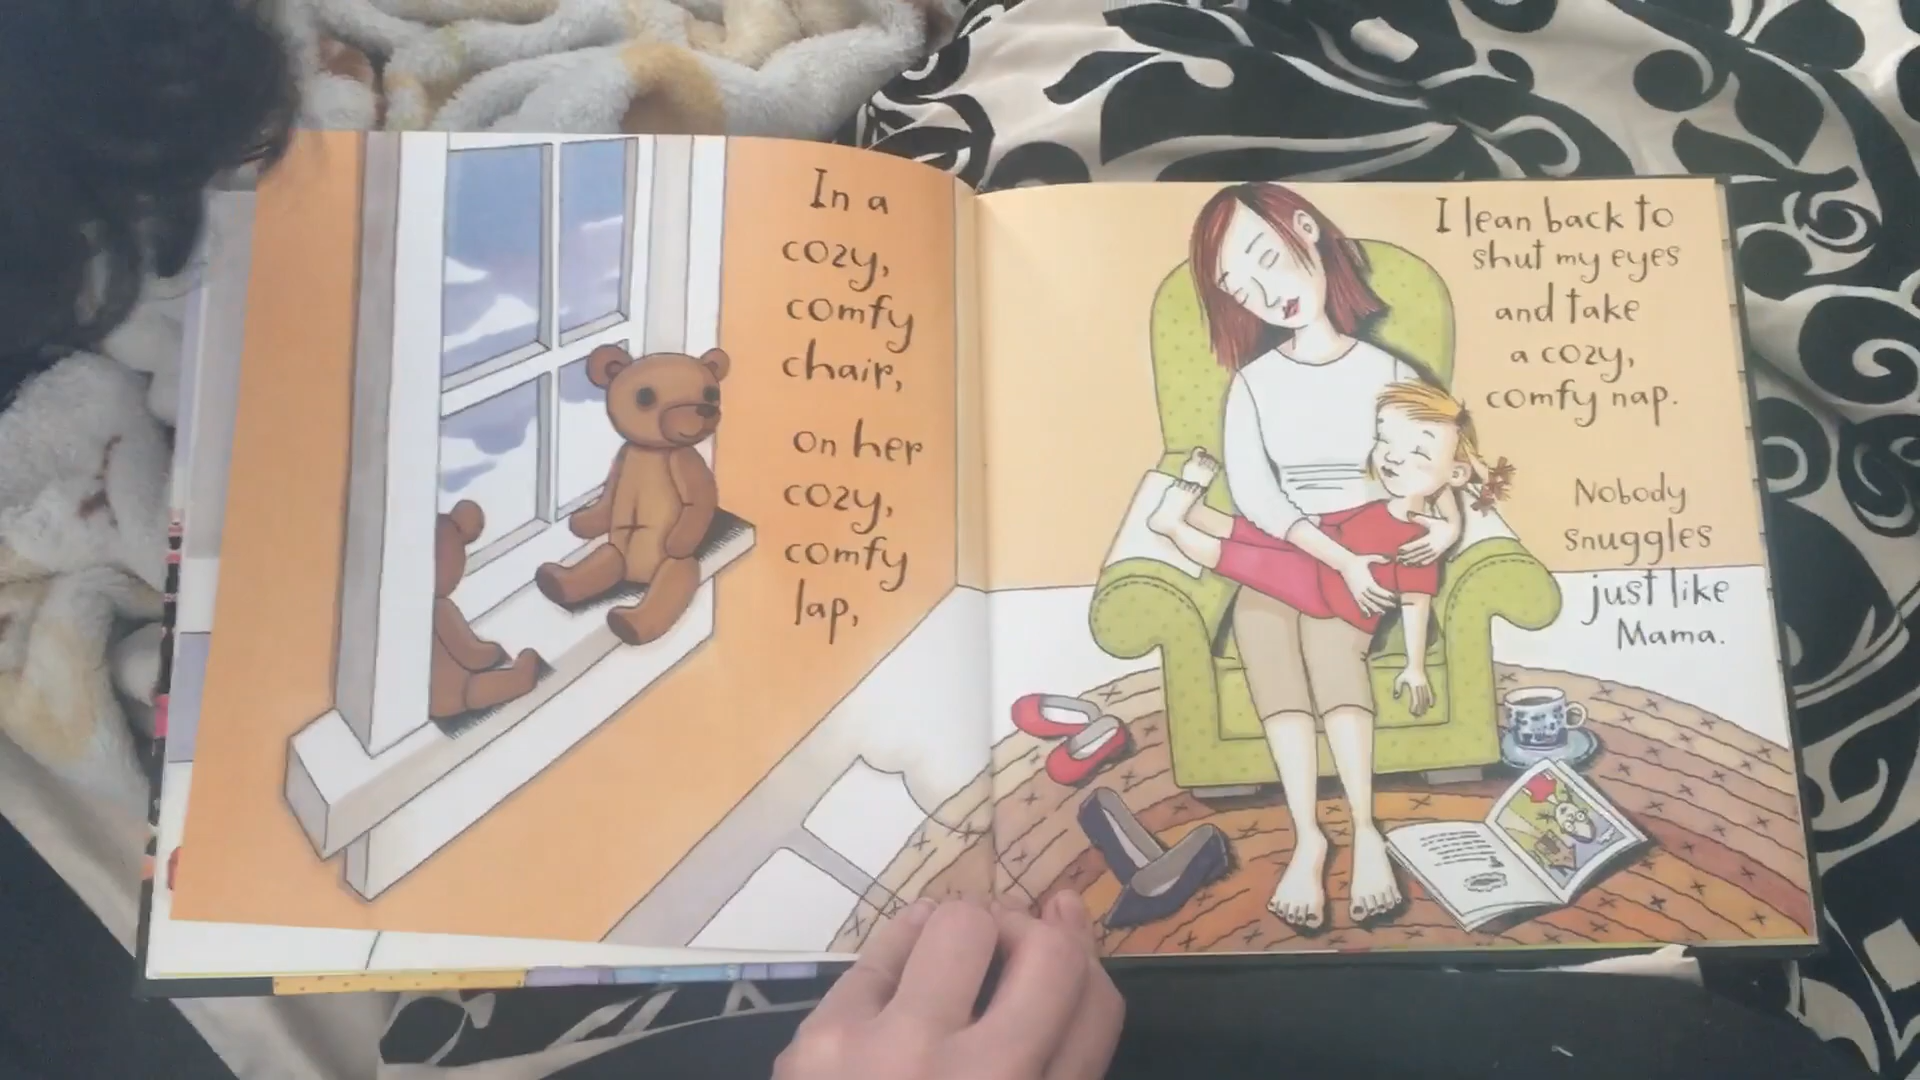 In a
cozy,
comfy
chair,
on her
cozy,
comfy
lap,
I lean back to
shut my eyes
and take
a cozy,
comfy nap.
Nobody
snuggles
just like
Mama.